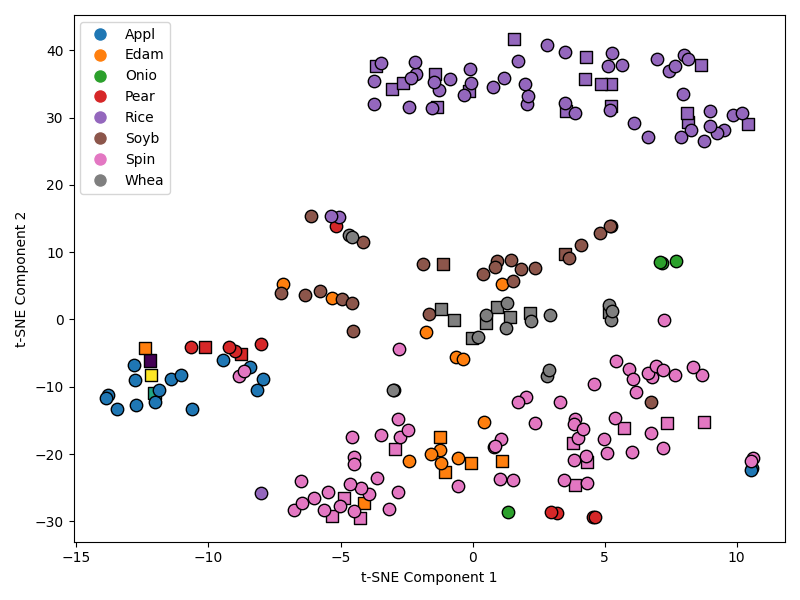 Appl
Edam
Onio
Pear
Rice
Soyb
Spin
Whea
40
30
20
10
0
−10
−20
−30
t-SNE Component 2
−15 −10 −5 0 5 10
t-SNE Component 1